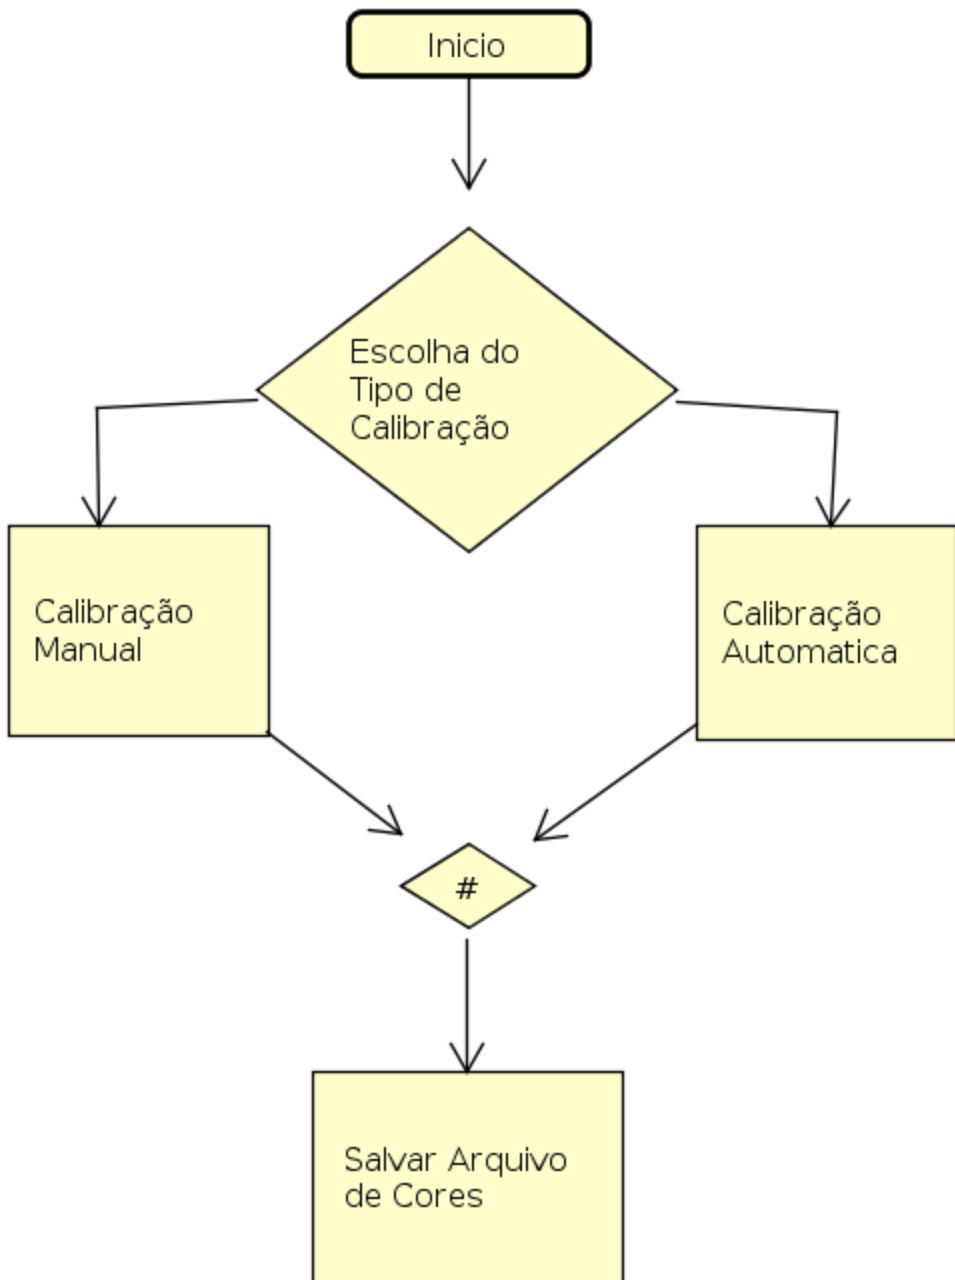 Inicio
Escolha do
Tipo de
Calibração
Calibração
Manual
Calibração
Automatica
#
Salvar Arquivo
de Cores